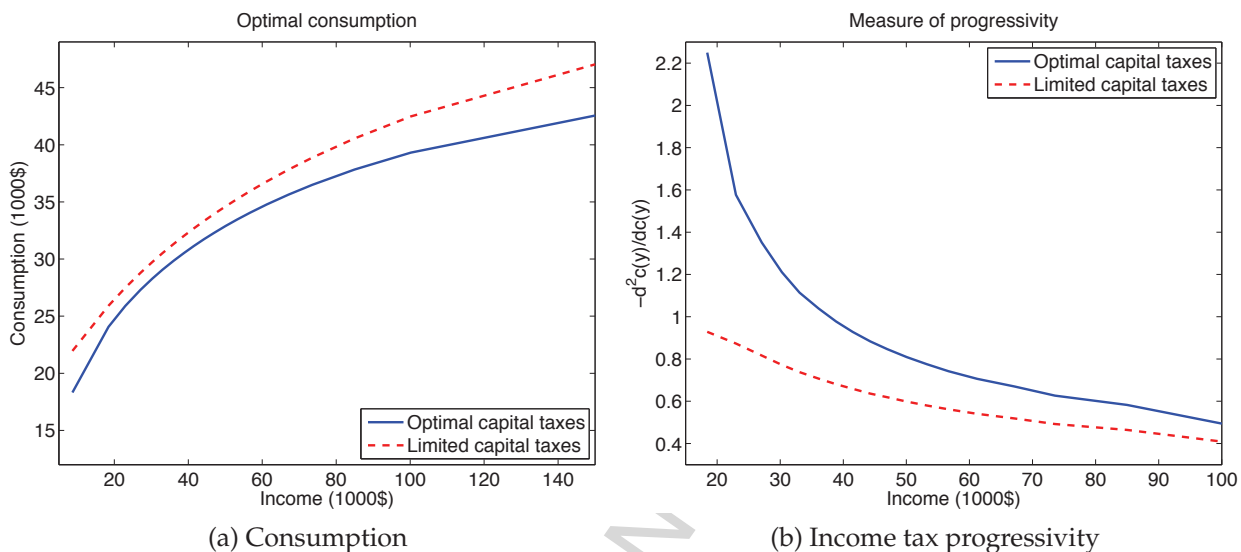 Optimal consumption
Consumption (1000$)
45
40
35
30
25
20
15
20
40
60
80
100
120
140
Income (1000$)
Optimal capital taxes
Limited capital taxes
(a) Consumption
Measure of progressivity
−d²c(y)/dc(y)
2.2
2
1.8
1.6
1.4
1.2
1
0.8
0.6
0.4
20
30
40
50
60
70
80
90
100
Income (1000$)
Optimal capital taxes
Limited capital taxes
(b) Income tax progressivity